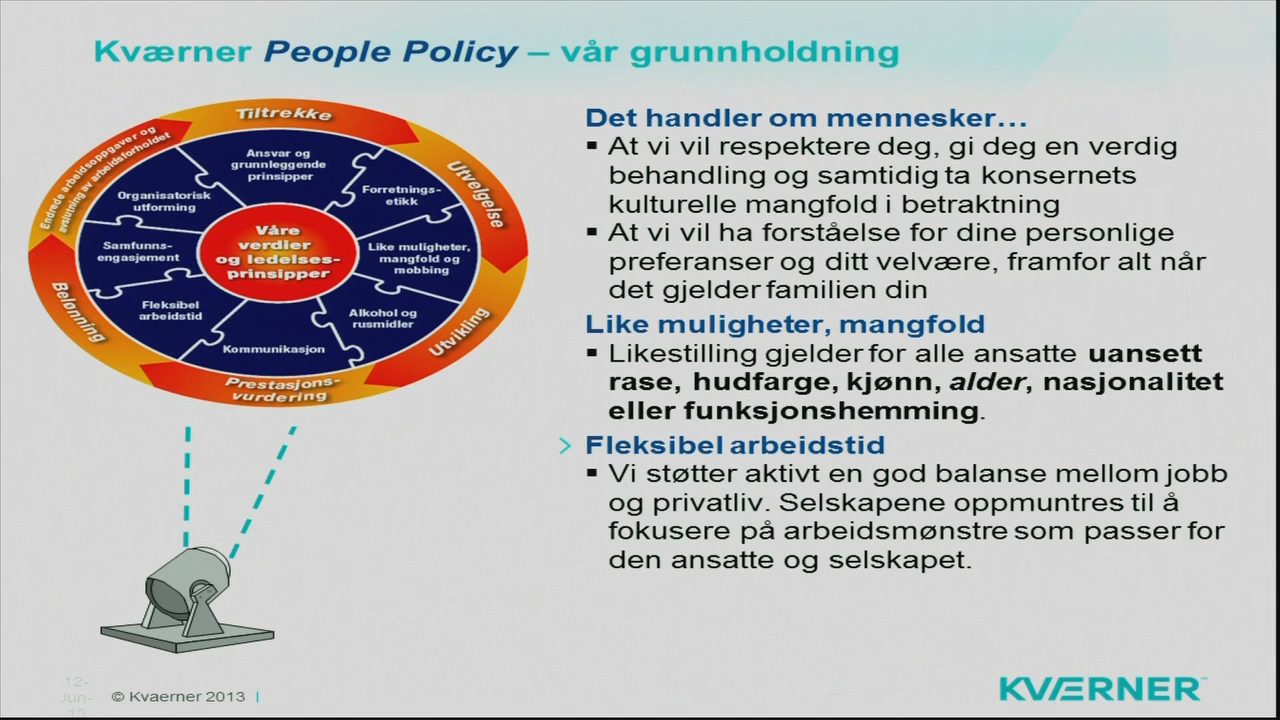 Kværner People Policy – vår grunnholdning
Tiltrekke
Utvelgelse
Utvikling
Prestasjons-
vurdering
Belønning
Endrede arbeidsoppgaver og
avslutning av arbeidsforholdet
Ansvar og
grunnleggende
prinsipper
Forretnings-
etikk
Like muligheter,
mangfold og
mobbing
Alkohol og
rusmidler
Kommunikasjon
Fleksibel
arbeidstid
Samfunns-
engasjement
Organisatorisk
utforming
Våre
verdier
og ledelses-
prinsipper
Det handler om mennesker…
▪ At vi vil respektere deg, gi deg en verdig
behandling og samtidig ta konsernets
kulturelle mangfold i betraktning
▪ At vi vil ha forståelse for dine personlige
preferanser og ditt velvære, framfor alt når
det gjelder familien din
Like muligheter, mangfold
▪ Likestilling gjelder for alle ansatte uansett
rase, hudfarge, kjønn, alder, nasjonalitet
eller funksjonshemming.
> Fleksibel arbeidstid
▪ Vi støtter aktivt en god balanse mellom jobb
og privatliv. Selskapene oppmuntres til å
fokusere på arbeidsmønstre som passer for
den ansatte og selskapet.
12-
Jun-
13
© Kvaerner 2013 |
KVÆRNER™